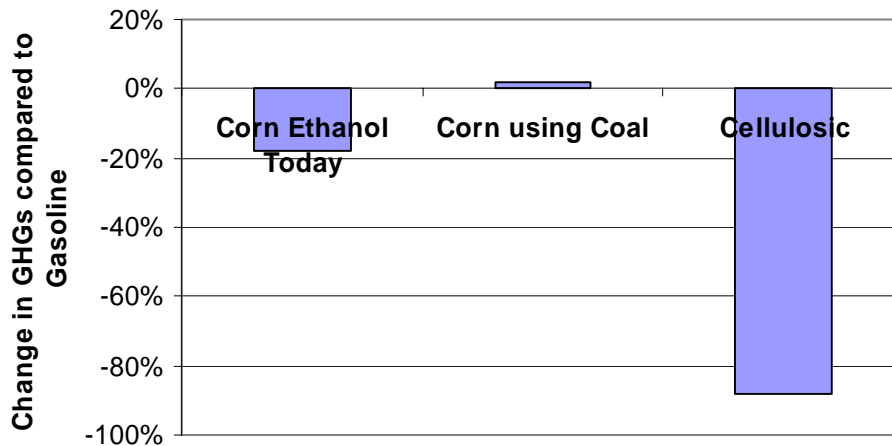 Change in GHGs compared to
Gasoline
20%
0%
-20%
-40%
-60%
-80%
-100%
Corn Ethanol
Today
Corn using Coal
Cellulosic